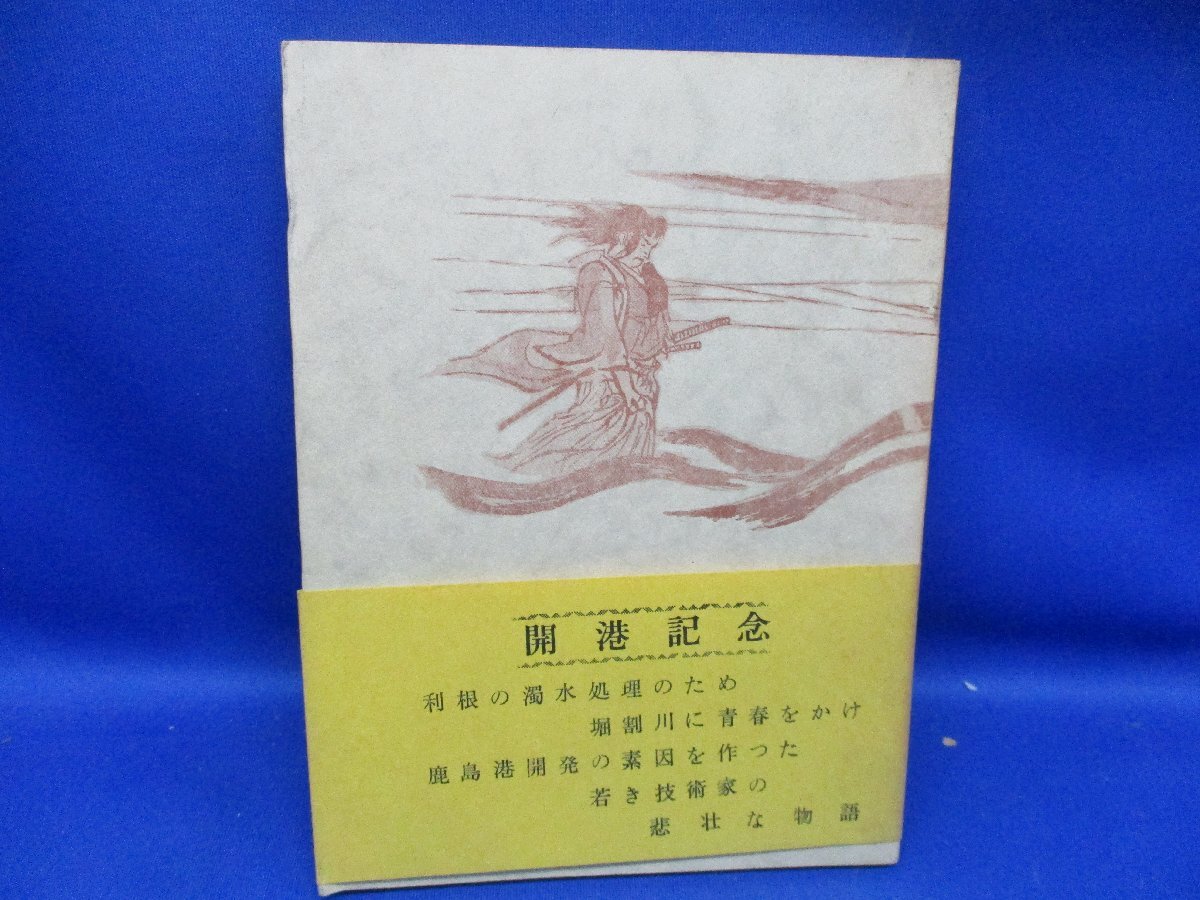 開港記念
利根の濁水処理のため
堀割川に青春をかけ
鹿島港開発の素因を作つた
若き技術家の
悲壮な物語